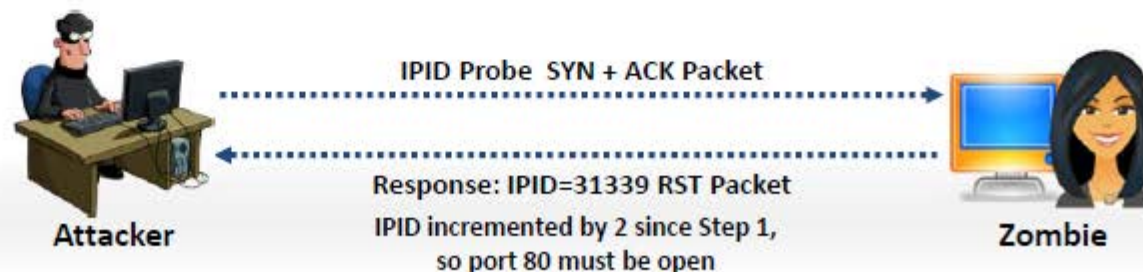 IPID Probe SYN + ACK Packet
Response: IPID=31339 RST Packet
IPID incremented by 2 since Step 1,
so port 80 must be open
Attacker
Zombie